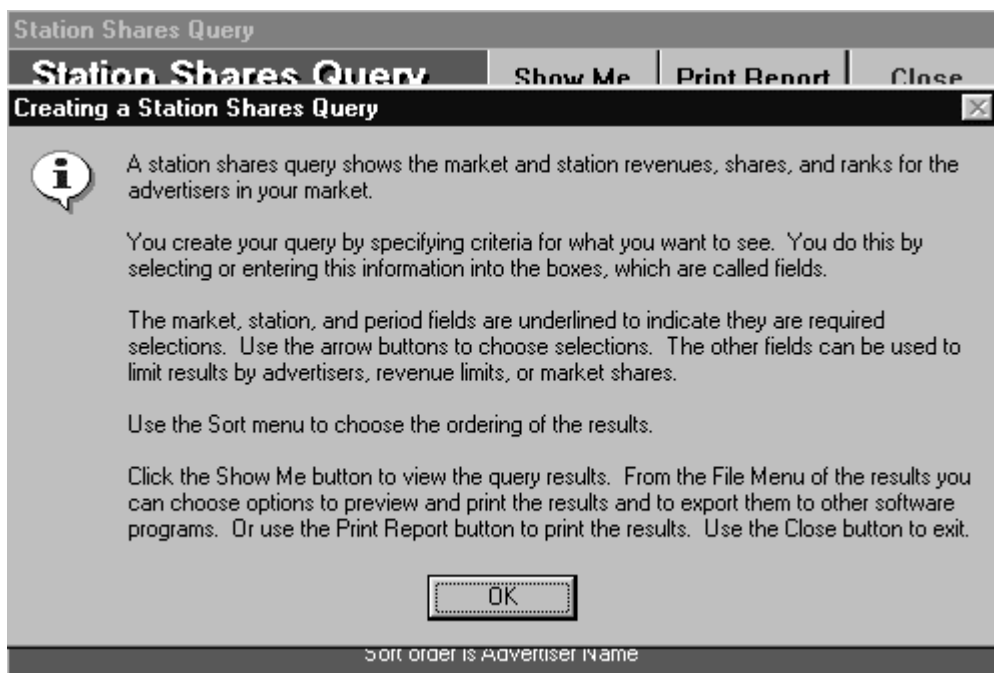 Station Shares Query
Station Shares Query Show Me Print Report Close
Creating a Station Shares Query
A station shares query shows the market and station revenues, shares, and ranks for the
advertisers in your market.
You create your query by specifying criteria for what you want to see. You do this by
selecting or entering this information into the boxes, which are called fields.
The market, station, and period fields are underlined to indicate they are required
selections. Use the arrow buttons to choose selections. The other fields can be used to
limit results by advertisers, revenue limits, or market shares.
Use the Sort menu to choose the ordering of the results.
Click the Show Me button to view the query results. From the File Menu of the results you
can choose options to preview and print the results and to export them to other software
programs. Or use the Print Report button to print the results. Use the Close button to exit.
OK
Sort order is Advertiser Name